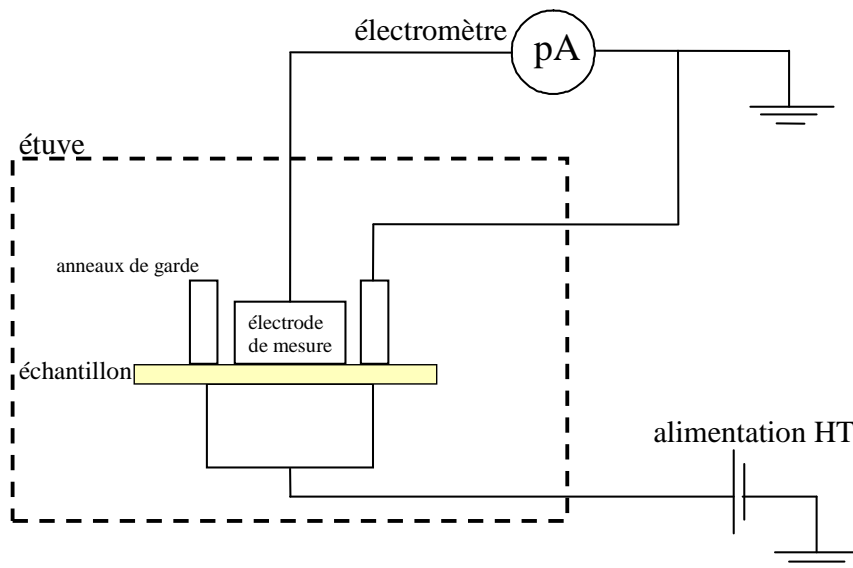 électromètre
pA
étuve
anneaux de garde
électrode
de mesure
échantillon
alimentation HT